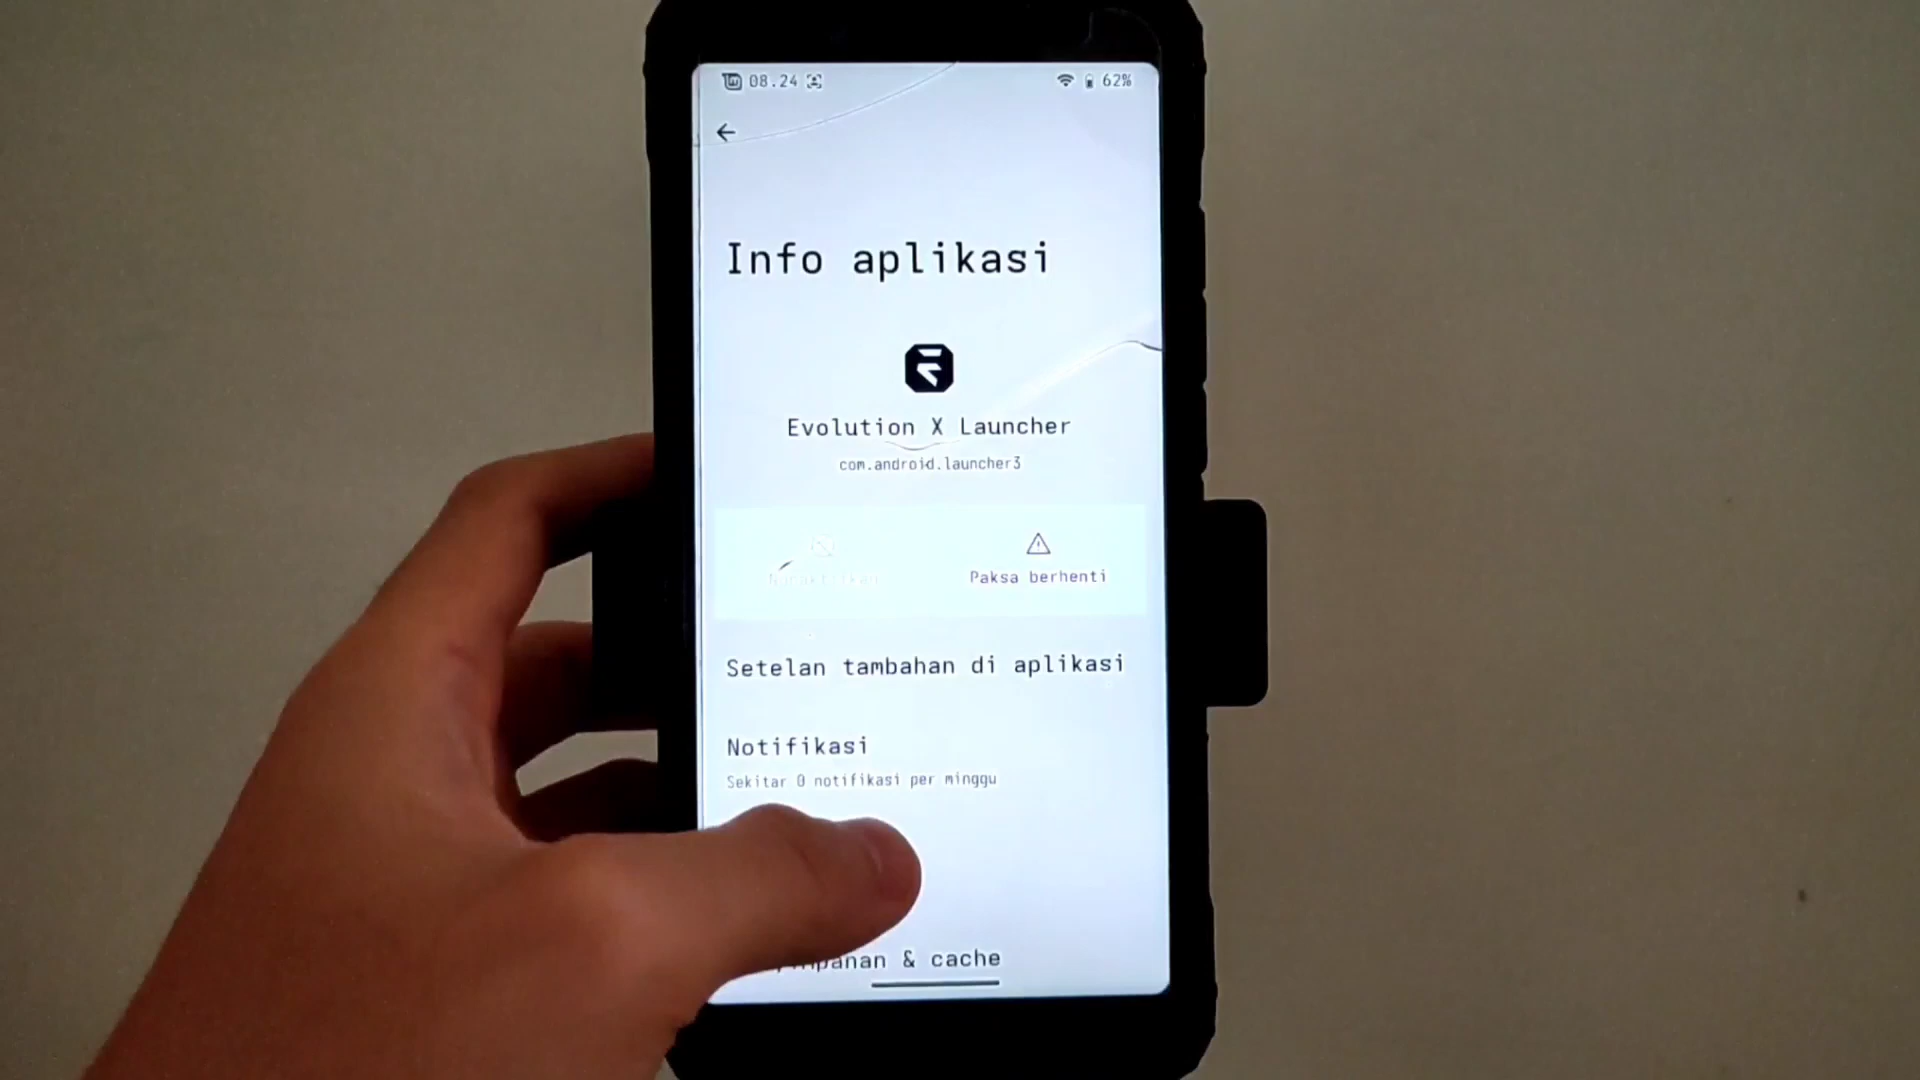 08.24
62%
Info aplikasi
Evolution X Launcher
com.android.launcher3
Nonaktifkan
Paksa berhenti
Setelan tambahan di aplikasi
Notifikasi
Sekitar 0 notifikasi per minggu
& cache